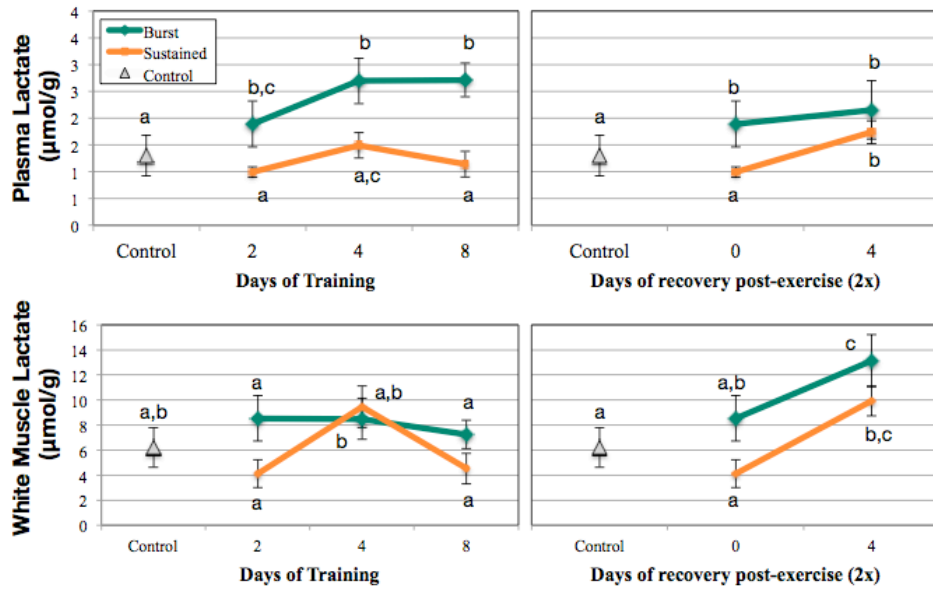 Plasma Lactate
(µmol/g)
4
4
3
3
2
2
1
1
0
Burst
Sustained
Control
a
b,c
b
b
a
a,c
a
Control
2
4
8
Days of Training
a
b
b
a
b
Control
0
4
Days of recovery post-exercise (2x)
White Muscle Lactate
(µmol/g)
16
14
12
10
8
6
4
2
0
a,b
a
a,b
a
b
a
a
Control
2
4
8
Days of Training
a
a,b
c
a
b,c
Control
0
4
Days of recovery post-exercise (2x)